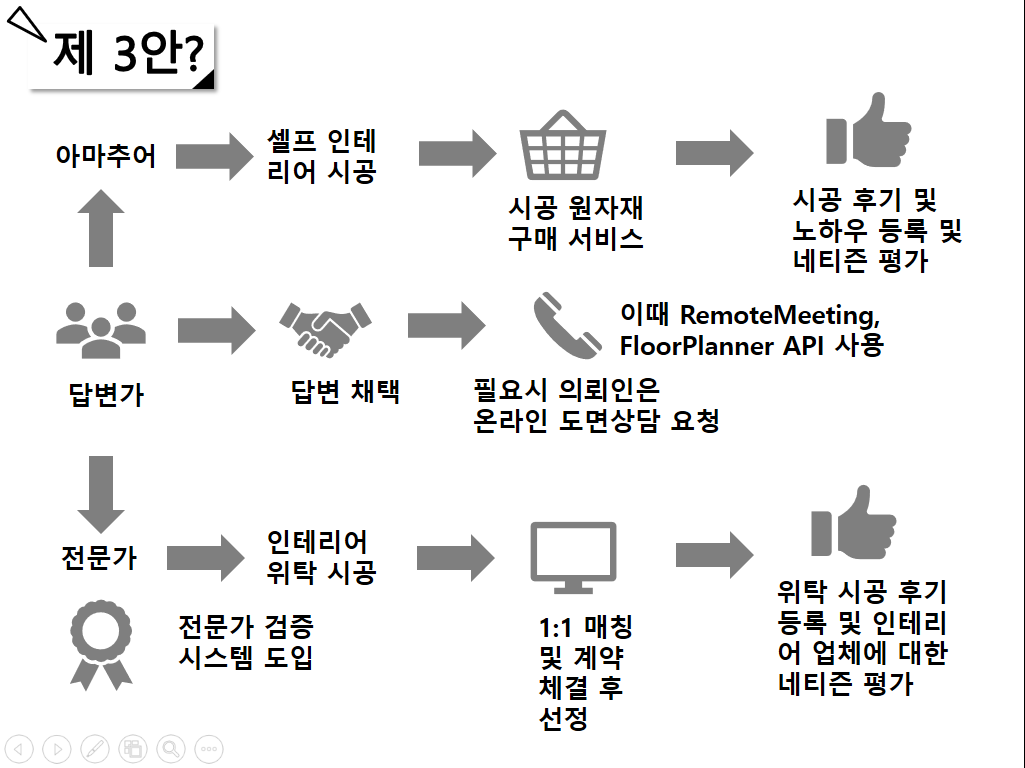 제 3안?
아마추어
셀프 인테
리어 시공
시공 원자재
구매 서비스
시공 후기 및
노하우 등록 및
네티즌 평가
답변가
답변 채택
이때 RemoteMeeting,
FloorPlanner API 사용
필요시 의뢰인은
온라인 도면상담 요청
전문가
인테리어
위탁 시공
전문가 검증
시스템 도입
1:1 매칭
및 계약
체결 후
선정
위탁 시공 후기
등록 및 인테리
어 업체에 대한
네티즌 평가